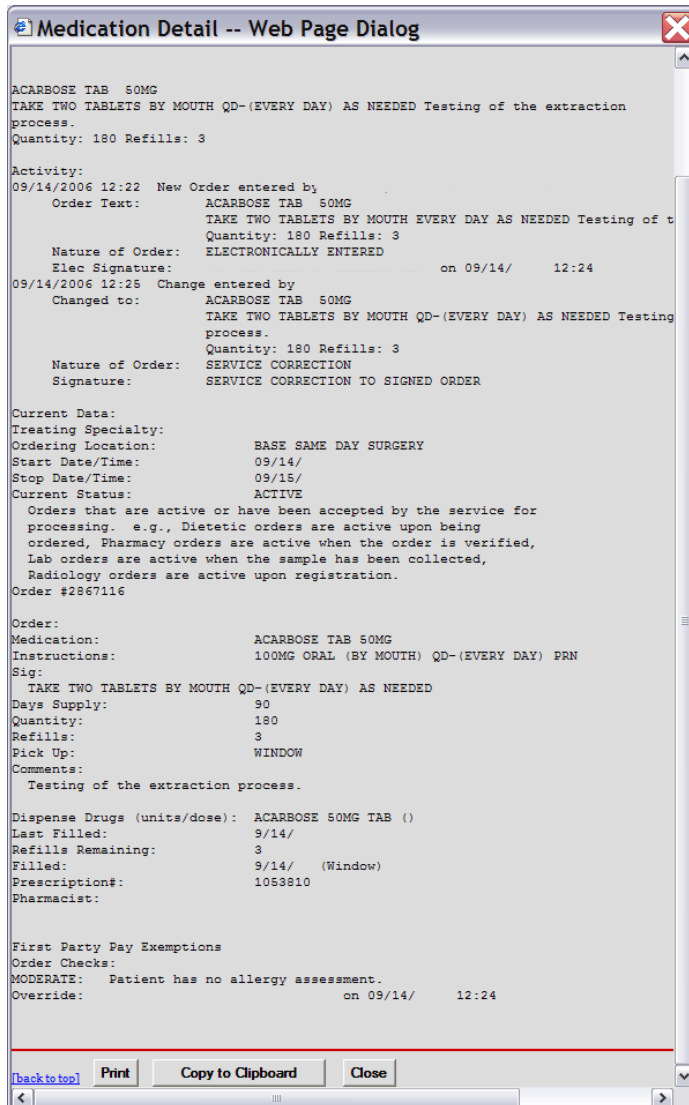 Medication Detail -- Web Page Dialog
ACARBOSE TAB 50MG
TAKE TWO TABLETS BY MOUTH QD-(EVERY DAY) AS NEEDED Testing of the extraction
process.
Quantity: 180 Refills: 3
Activity:
09/14/2006 12:22 New Order entered by
Order Text: ACARBOSE TAB 50MG
TAKE TWO TABLETS BY MOUTH EVERY DAY AS NEEDED Testing of t
Quantity: 180 Refills: 3
Nature of Order: ELECTRONICALLY ENTERED
Elec Signature: on 09/14/ 12:24
09/14/2006 12:25 Change entered by
Changed to: ACARBOSE TAB 50MG
TAKE TWO TABLETS BY MOUTH QD-(EVERY DAY) AS NEEDED Testing
process.
Quantity: 180 Refills: 3
Nature of Order: SERVICE CORRECTION
Signature: SERVICE CORRECTION TO SIGNED ORDER
Current Data:
Treating Specialty:
Ordering Location: BASE SAME DAY SURGERY
Start Date/Time: 09/14/
Stop Date/Time: 09/15/
Current Status: ACTIVE
Orders that are active or have been accepted by the service for
processing. e.g., Dietetic orders are active upon being
ordered, Pharmacy orders are active when the order is verified,
Lab orders are active when the sample has been collected,
Radiology orders are active upon registration.
Order #2867116
Order:
Medication: ACARBOSE TAB 50MG
Instructions: 100MG ORAL (BY MOUTH) QD-(EVERY DAY) PRN
Sig:
TAKE TWO TABLETS BY MOUTH QD-(EVERY DAY) AS NEEDED
Days Supply: 90
Quantity: 180
Refills: 3
Pick Up: WINDOW
Comments:
Testing of the extraction process.
Dispense Drugs (units/dose): ACARBOSE 50MG TAB ()
Last Filled: 9/14/
Refills Remaining: 3
Filled: 9/14/ (Window)
Prescription#: 1053810
Pharmacist:
First Party Pay Exemptions
Order Checks:
MODERATE: Patient has no allergy assessment.
Override: on 09/14/ 12:24
[back to top] Print Copy to Clipboard Close